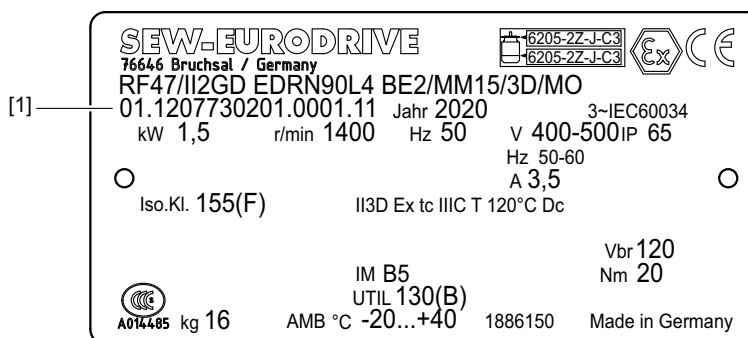 SEW-EURODRIVE
6205-2Z-J-C3
6205-2Z-J-C3
Ex CE
76646 Bruchsal / Germany
RF47/II2GD EDRN90L4 BE2/MM15/3D/MO
[1] 01.1207730201.0001.11 Jahr 2020 3~IEC60034
kW 1,5 r/min 1400 Hz 50 V 400-500 IP 65
Hz 50-60
A 3,5
Iso.Kl. 155(F) II3D Ex tc IIIC T 120°C Dc
Vbr 120
IM B5 Nm 20
UTIL 130(B)
CCC s
A014485 kg 16 AMB °C -20...+40 1886150 Made in Germany